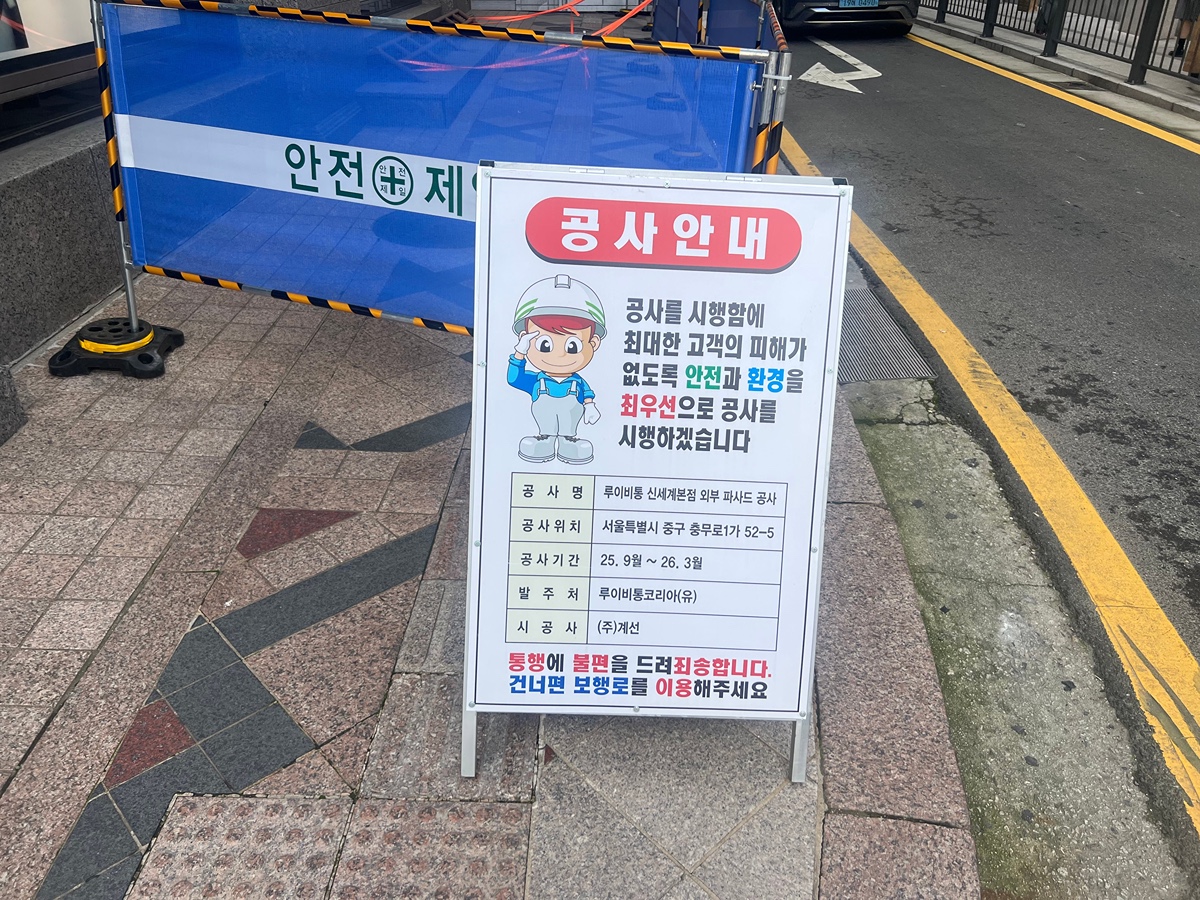 안전 안전제일 제
공사안내
공사를 시행함에
최대한 고객의 피해가
없도록 안전과 환경을
최우선으로 공사를
시행하겠습니다
공사명 루이비통 신세계본점 외부 파사드 공사
공사위치 서울특별시 중구 충무로1가 52-5
공사기간 25. 9월 ~ 26. 3월
발주처 루이비통코리아(유)
시공사 (주)계선
통행에 불편을 드려죄송합니다.
건너편 보행로를 이용해주세요